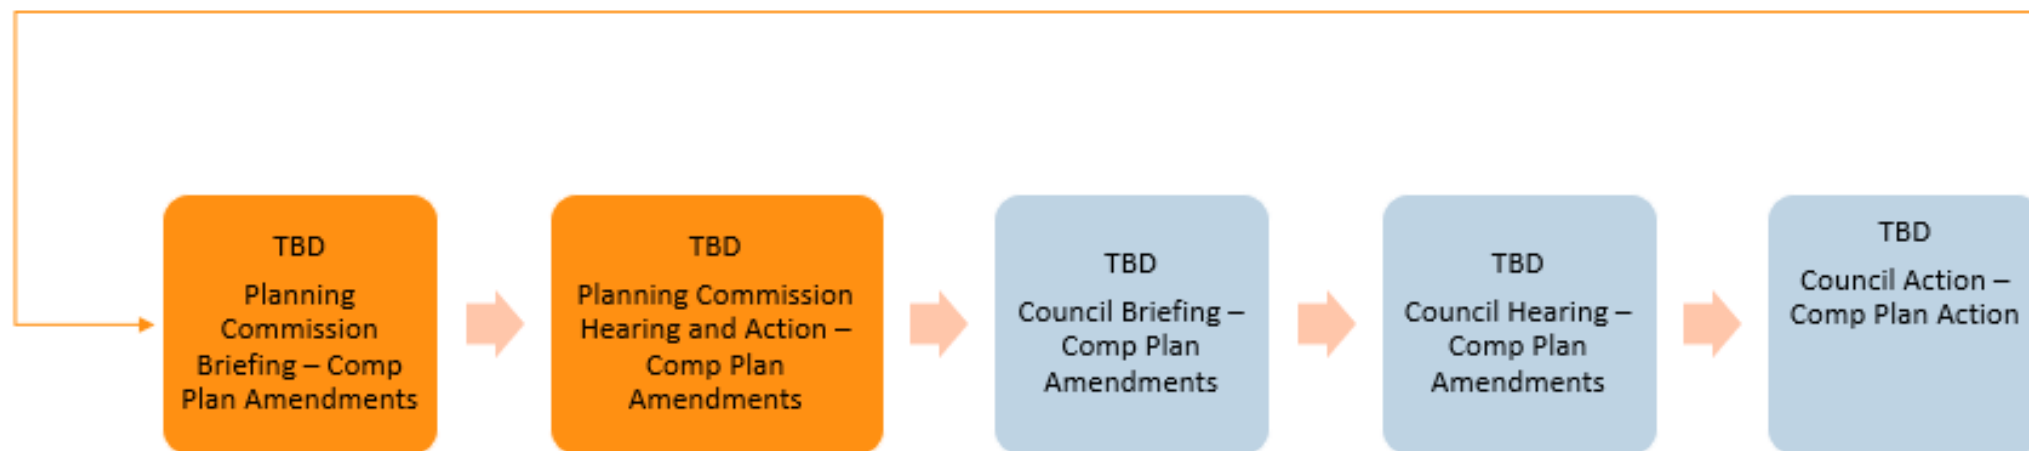 TBD
Planning
Commission
Briefing – Comp
Plan Amendments
TBD
Planning Commission
Hearing and Action –
Comp Plan
Amendments
TBD
Council Briefing –
Comp Plan
Amendments
TBD
Council Hearing –
Comp Plan
Amendments
TBD
Council Action –
Comp Plan Action